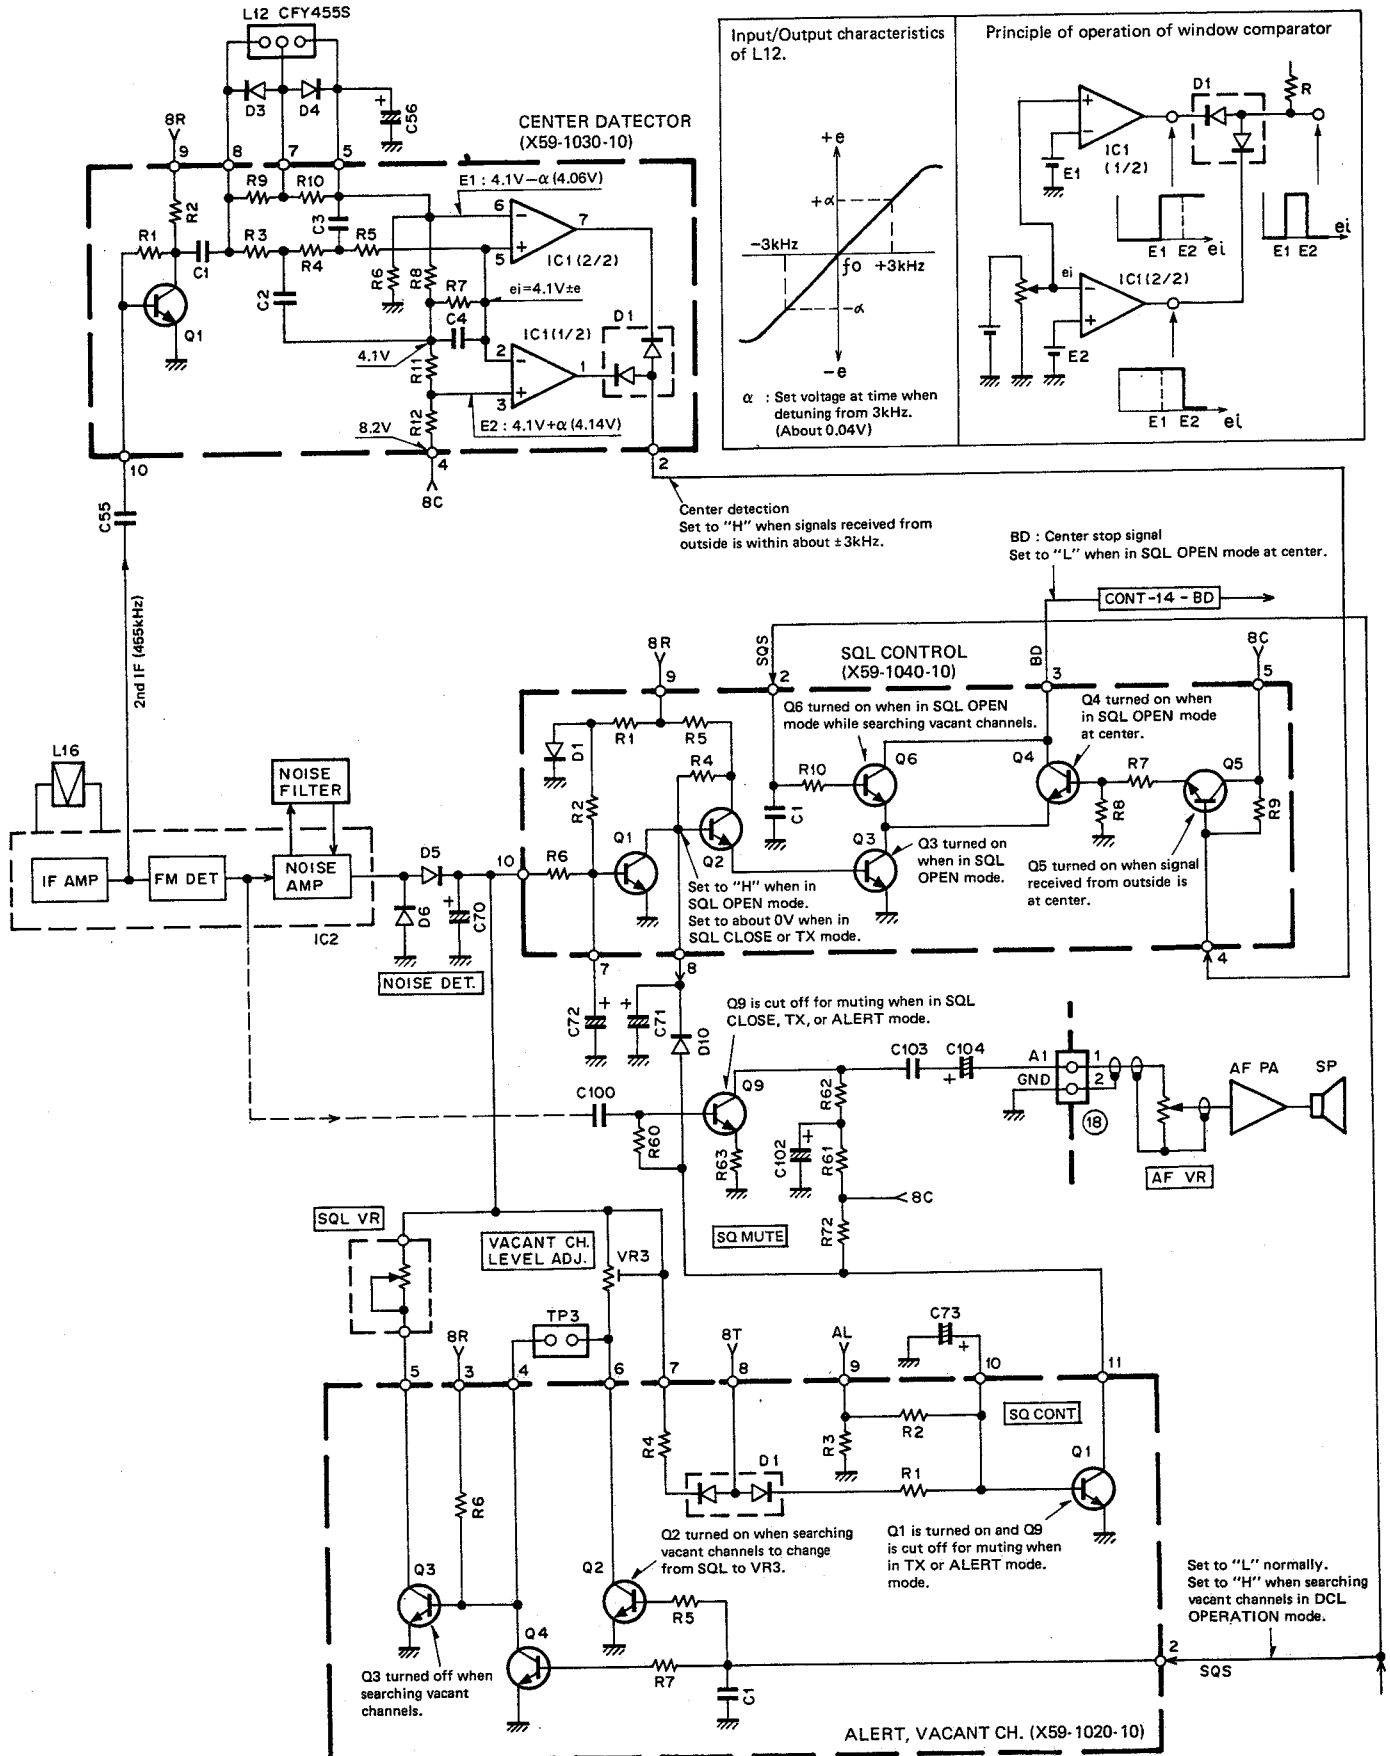 L12 CFY455S
D3
D4
C56
8R
9
8
7
5
CENTER DATECTOR
(X59-1030-10)
R9
R10
E1 : 4.1V−α (4.06V)
R2
C3
6
7
R1
C1
R3
R4
R5
5
IC1 (2/2)
R6
R8
R7
ei=4.1V±e
C2
C4
Q1
IC1 (1/2)
D1
4.1V
R11
2
1
3
R12
8.2V
E2 : 4.1V+α (4.14V)
10
4
2
8C
Input/Output characteristics
of L12.
+e
+α
−3kHz
fo
+3kHz
−α
−e
α : Set voltage at time when
detuning from 3kHz.
(About 0.04V)
Principle of operation of window comparator
D1
R
IC1
(1/2)
E1
E1 E2 ei
E1 E2
ei
ei
IC1 (2/2)
E2
E1 E2 ei
C55
2nd IF (455kHz)
Center detection
Set to "H" when signals received from
outside is within about ±3kHz.
BD : Center stop signal
Set to "L" when in SQL OPEN mode at center.
CONT-14-BD
8R
9
SQS
2
SQL CONTROL
(X59-1040-10)
BD
3
8C
5
Q6 turned on when in SQL OPEN
mode while searching vacant channels.
Q4 turned on when
in SQL OPEN mode
at center.
D1
R1
R5
R4
R2
R10
Q6
Q4
R7
Q5
C1
R8
R9
Q1
Q2
Q3
Q3 turned on
when in SQL
OPEN mode.
Q5 turned on when signal
received from outside is
at center.
R6
10
Set to "H" when in
SQL OPEN mode.
Set to about 0V when in
SQL CLOSE or TX mode.
7
8
4
L16
NOISE
FILTER
IF AMP
FM DET
NOISE
AMP
IC2
D5
D6
C70
NOISE DET.
C72
C71
D10
Q9 is cut off for muting when in SQL
CLOSE, TX, or ALERT mode.
C100
R60
Q9
R63
R62
C102
R61
8C
R72
C103
C104
A1
1
GND
2
18
AF PA
SP
AF VR
SQ MUTE
SQL VR
VACANT CH.
LEVEL ADJ.
VR3
TP3
8R
8T
AL
C73
5
3
4
6
7
8
9
10
11
SQ CONT
R4
R3
R2
D1
R1
Q1
R6
Q2 turned on when searching
vacant channels to change
from SQL to VR3.
Q1 is turned on and Q9
is cut off for muting when
in TX or ALERT mode.
mode.
Q3
Q2
R5
Q4
R7
C1
Q3 turned off when
searching vacant
channels.
Set to "L" normally.
Set to "H" when searching
vacant channels in DCL
OPERATION mode.
2
SQS
ALERT, VACANT CH. (X59-1020-10)